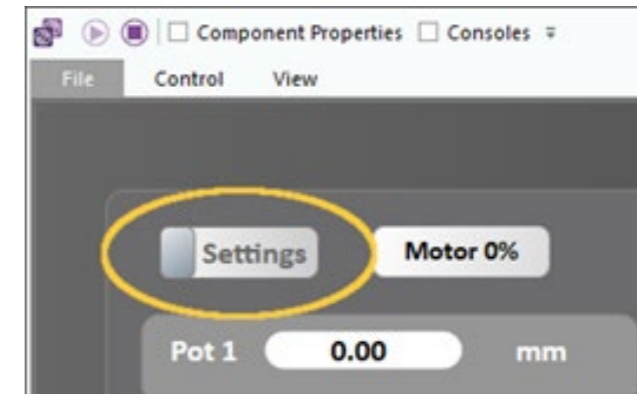 Component Properties Consoles
File Control View
Settings Motor 0%
Pot 1 0.00 mm